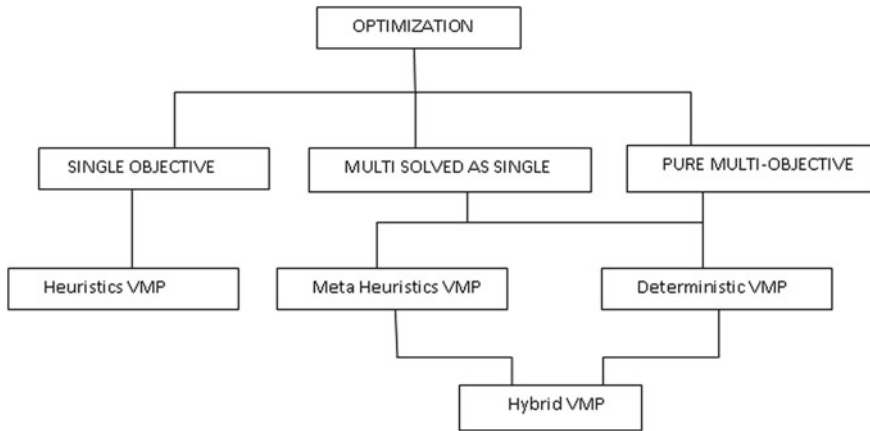 OPTIMIZATION
SINGLE OBJECTIVE
MULTI SOLVED AS SINGLE
PURE MULTI-OBJECTIVE
Heuristics VMP
Meta Heuristics VMP
Deterministic VMP
Hybrid VMP